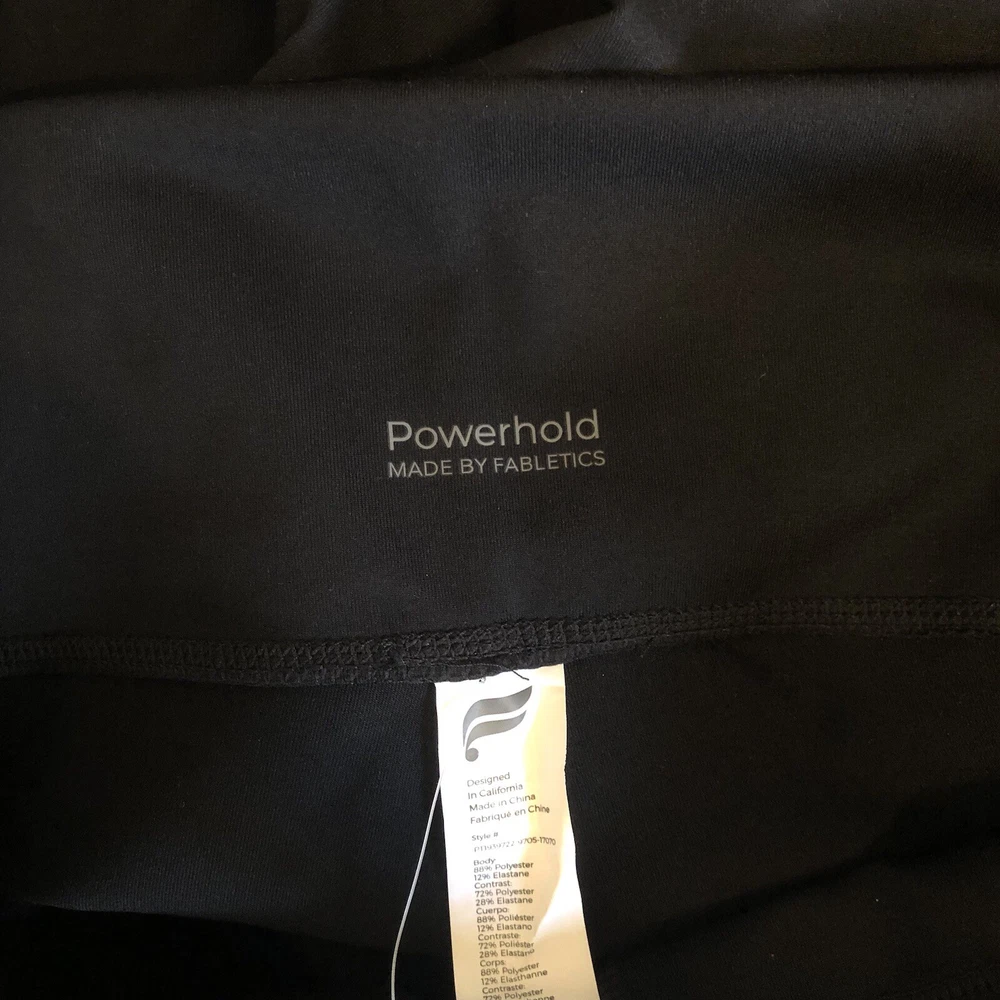 Powerhold
MADE BY FABLETICS
Designed
In California
Made in China
Fabriqué en Chine
Style #
Body:
88% Polyester
12% Elastane
Contrast:
72% Polyester
28% Elastane
Cuerpo:
88% Poliéster
12% Elastano
Contraste:
72% Poliéster
28% Elastano
Corps:
88% Polyester
12% Elasthanne
Contraste:
72% Polyester